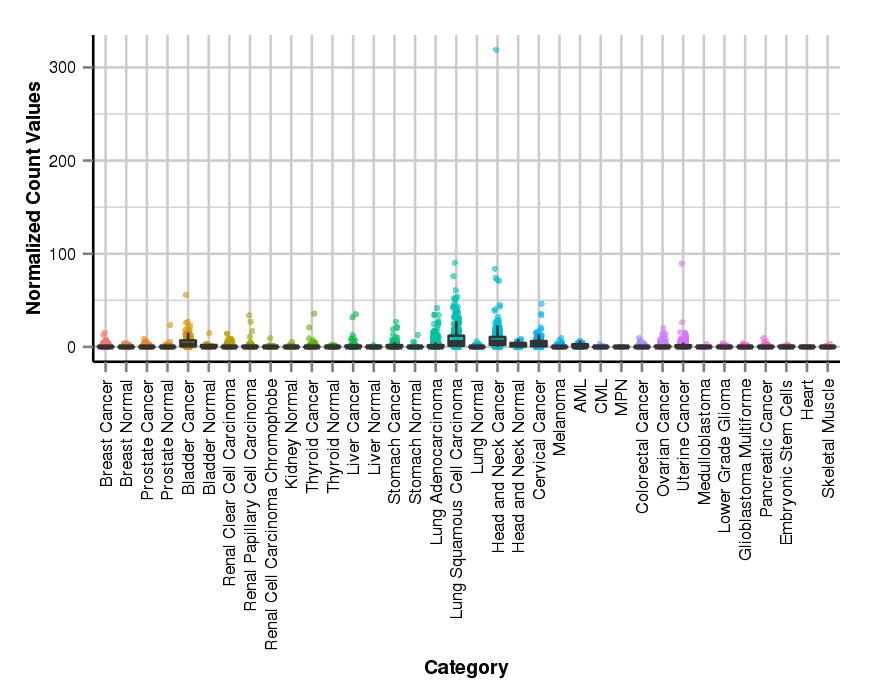 Normalized Count Values
300
200
100
0
Breast Cancer
Breast Normal
Prostate Cancer
Prostate Normal
Bladder Cancer
Bladder Normal
Renal Clear Cell Carcinoma
Renal Papillary Cell Carcinoma
Renal Cell Carcinoma Chromophobe
Kidney Normal
Thyroid Cancer
Thyroid Normal
Liver Cancer
Liver Normal
Stomach Cancer
Stomach Normal
Lung Adenocarcinoma
Lung Squamous Cell Carcinoma
Lung Normal
Head and Neck Cancer
Head and Neck Normal
Cervical Cancer
Melanoma
AML
CML
MPN
Colorectal Cancer
Ovarian Cancer
Uterine Cancer
Medulloblastoma
Lower Grade Glioma
Glioblastoma Multiforme
Pancreatic Cancer
Embryonic Stem Cells
Heart
Skeletal Muscle
Category